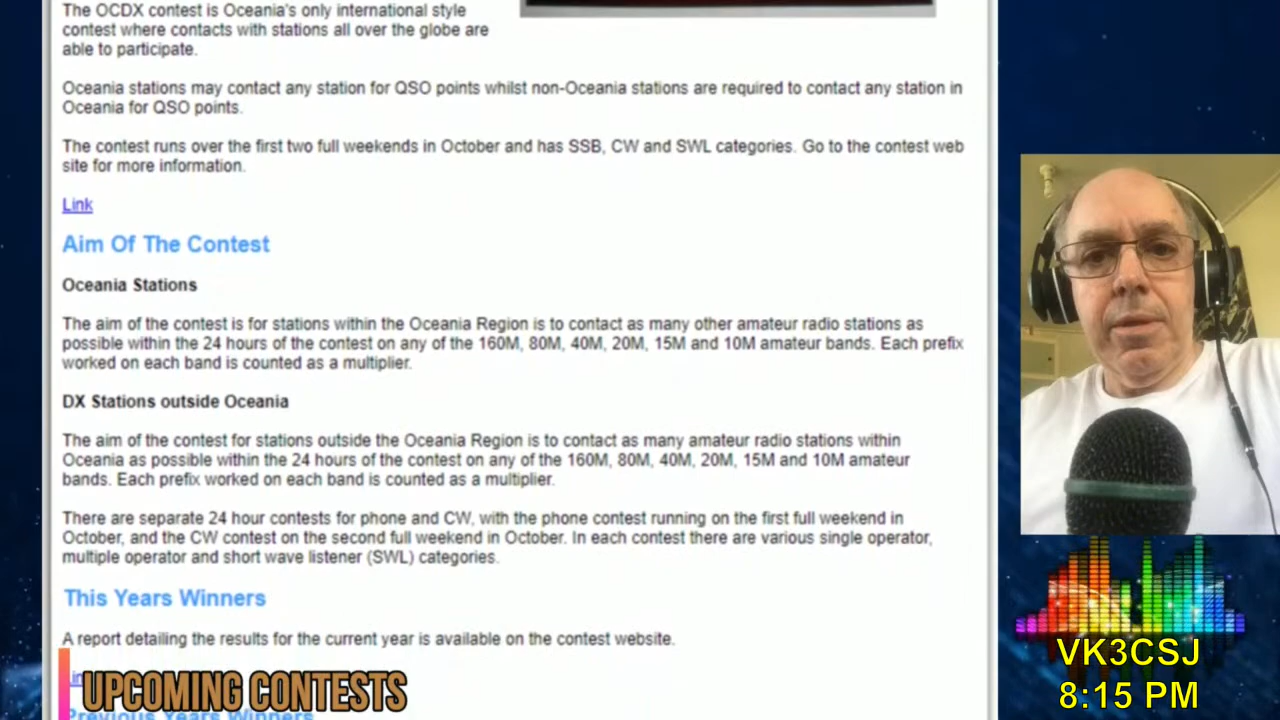 The OCDX contest is Oceania's only international style
contest where contacts with stations all over the globe are
able to participate.
Oceania stations may contact any station for QSO points whilst non-Oceania stations are required to contact any station in
Oceania for QSO points.
The contest runs over the first two full weekends in October and has SSB, CW and SWL categories. Go to the contest web
site for more information.
Link
Aim Of The Contest
Oceania Stations
The aim of the contest is for stations within the Oceania Region is to contact as many other amateur radio stations as
possible within the 24 hours of the contest on any of the 160M, 80M, 40M, 20M, 15M and 10M amateur bands. Each prefix
worked on each band is counted as a multiplier.
DX Stations outside Oceania
The aim of the contest for stations outside the Oceania Region is to contact as many amateur radio stations within
Oceania as possible within the 24 hours of the contest on any of the 160M, 80M, 40M, 20M, 15M and 10M amateur
bands. Each prefix worked on each band is counted as a multiplier.
There are separate 24 hour contests for phone and CW, with the phone contest running on the first full weekend in
October, and the CW contest on the second full weekend in October. In each contest there are various single operator,
multiple operator and short wave listener (SWL) categories.
This Years Winners
A report detailing the results for the current year is available on the contest website.
UPCOMING CONTESTS
Previous Years Winners
VK3CSJ
8:15 PM